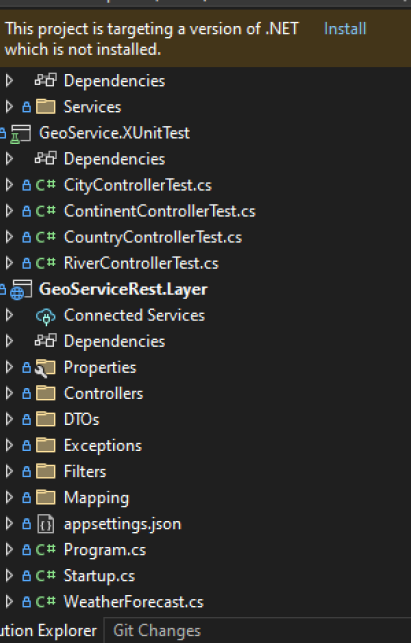 This project is targeting a version of .NET Install
which is not installed.
Dependencies
Services
GeoService.XUnitTest
Dependencies
C# CityControllerTest.cs
C# ContinentControllerTest.cs
C# CountryControllerTest.cs
C# RiverControllerTest.cs
GeoServiceRest.Layer
Connected Services
Dependencies
Properties
Controllers
DTOs
Exceptions
Filters
Mapping
appsettings.json
C# Program.cs
C# Startup.cs
C# WeatherForecast.cs
ution Explorer Git Changes